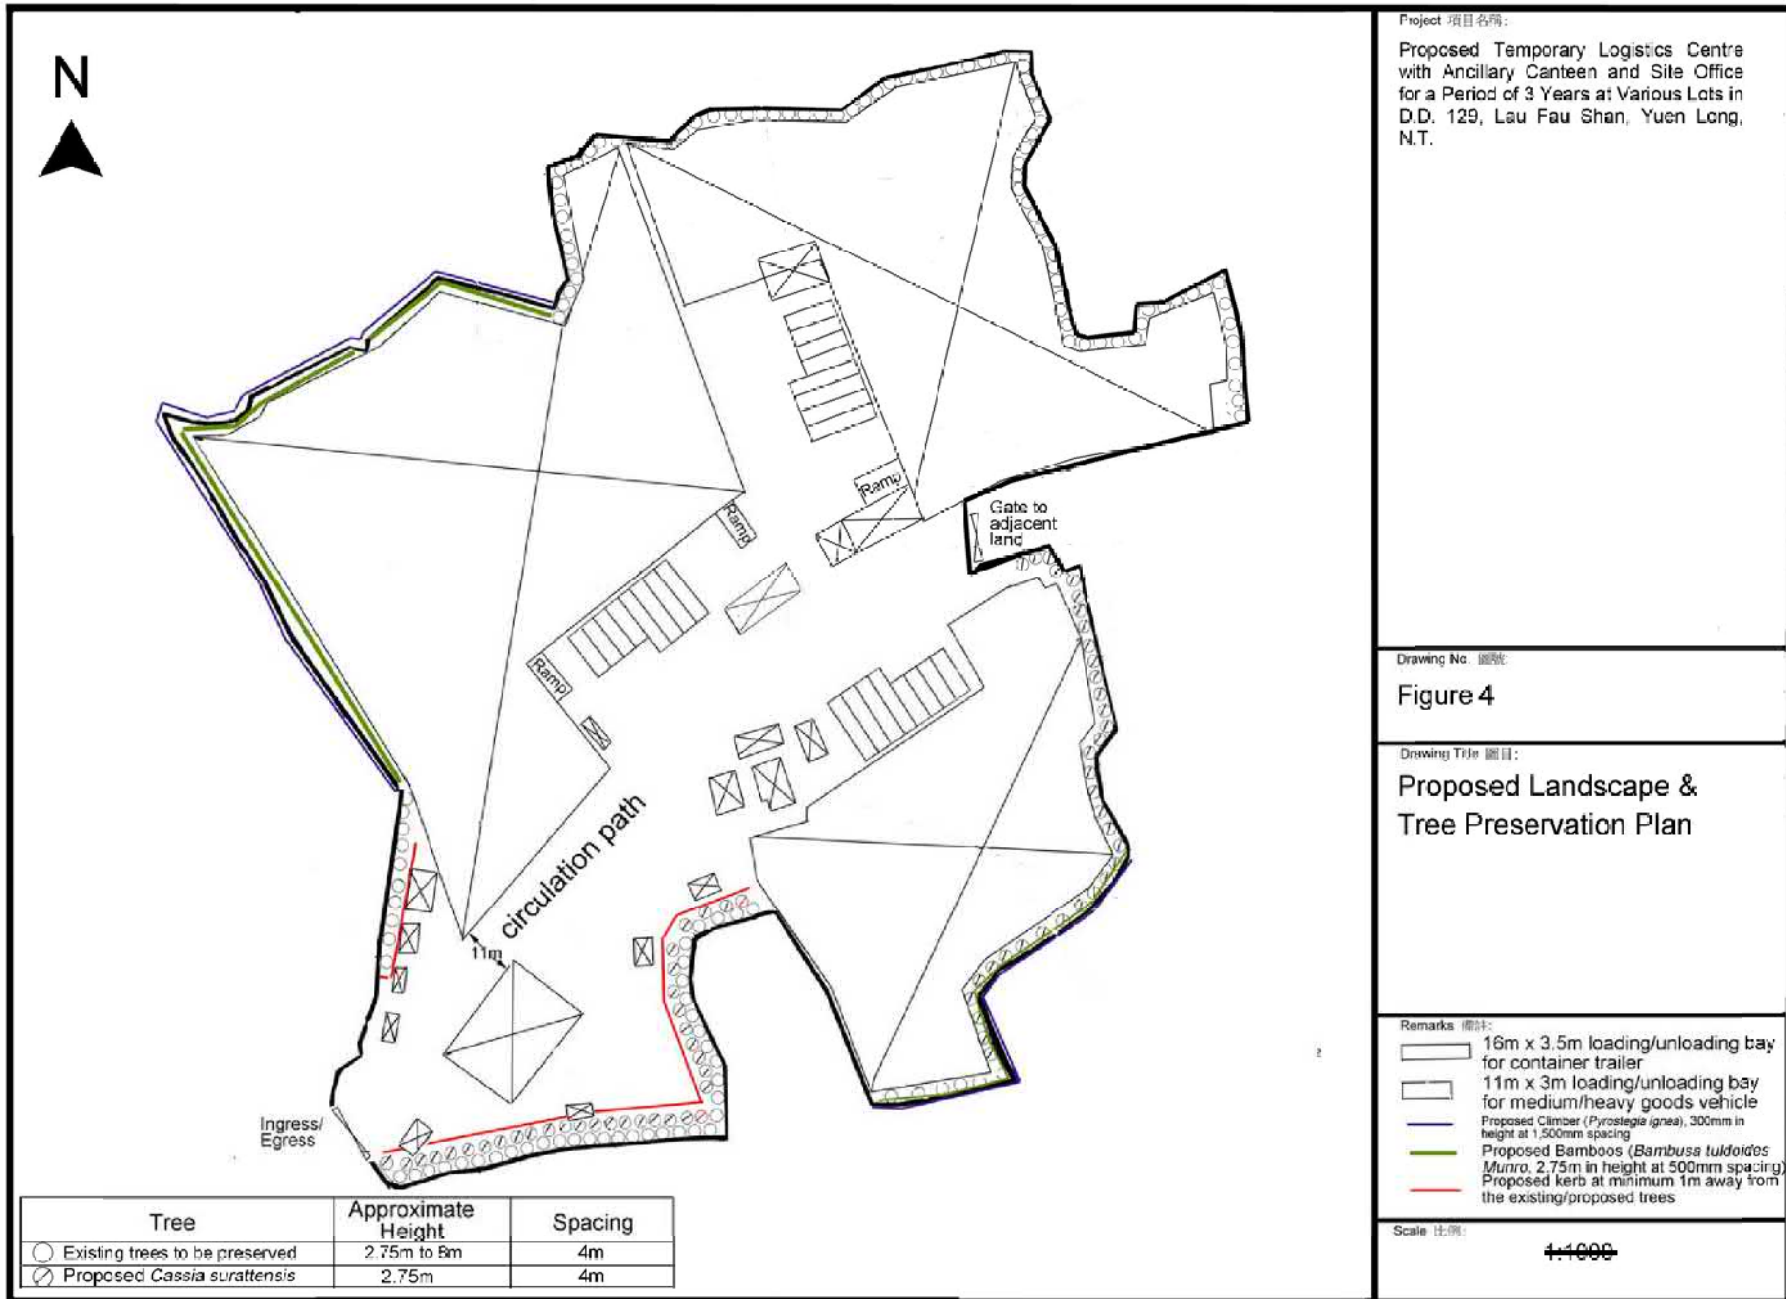 N
Ramp
Ramp
Ramp
Gate to
adjacent
land
circulation path
11m
Ingress/
Egress
Tree
Approximate
Height
Spacing
Existing trees to be preserved
2.75m to 8m
4m
Proposed Cassia surattensis
2.75m
4m
Project 項目名稱:
Proposed Temporary Logistics Centre
with Ancillary Canteen and Site Office
for a Period of 3 Years at Various Lots in
D.D. 129, Lau Fau Shan, Yuen Long,
N.T.
Drawing No. 圖號:
Figure 4
Drawing Title 圖目:
Proposed Landscape &
Tree Preservation Plan
Remarks 備註:
16m x 3.5m loading/unloading bay
for container trailer
11m x 3m loading/unloading bay
for medium/heavy goods vehicle
Proposed Climber (Pyrostegia ignea), 300mm in
height at 1,500mm spacing
Proposed Bamboos (Bambusa tuldoides
Munro, 2.75m in height at 500mm spacing)
Proposed kerb at minimum 1m away from
the existing/proposed trees
Scale 比例:
1:1000